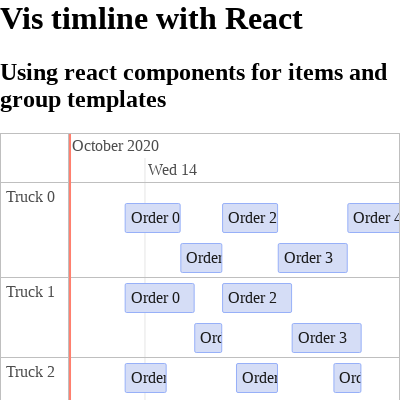 Vis timline with React
Using react components for items and
group templates
October 2020
Wed 14
Truck 0
Order 0
Order 2
Order 4
Order
Order 3
Truck 1
Order 0
Order 2
Orc
Order 3
Truck 2
Order
Order
Orc